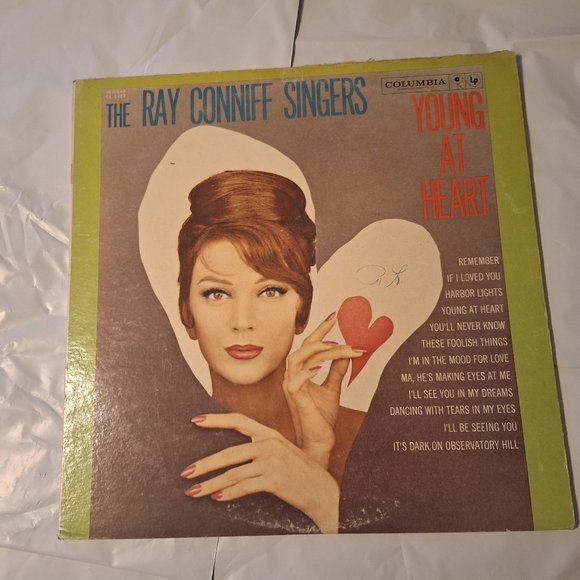 THE RAY CONNIFF SINGERS
COLUMBIA LP
YOUNG
AT
HEART
REMEMBER
IF I LOVED YOU
HARBOR LIGHTS
YOUNG AT HEART
YOU'LL NEVER KNOW
THESE FOOLISH THINGS
I'M IN THE MOOD FOR LOVE
MA, HE'S MAKING EYES AT ME
I'LL SEE YOU IN MY DREAMS
DANCING WITH TEARS IN MY EYES
I'LL BE SEEING YOU
IT'S DARK ON OBSERVATORY HILL